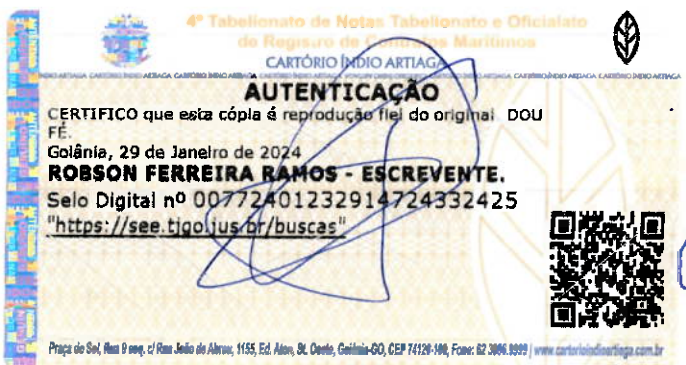 4º Tabelionato de Notas Tabelionato e Oficialato
de Registro de Contratos Marítimos
CARTÓRIO ÍNDIO ARTIAGA
AUTENTICAÇÃO
CERTIFICO que esta cópia é reprodução fiel do original DOU
FÉ.
Goiânia, 29 de Janeiro de 2024
ROBSON FERREIRA RAMOS - ESCREVENTE.
Selo Digital nº 00772401232914724332425
"https://see.tjgo.jus.br/buscas"
Praça do Sol, Rua 9 esq. c/ Rua João de Abreu, 1155, Ed. Aton, St. Oeste, Goiânia-GO, CEP 74120-100, Fone: 62 3096.9999 | www.cartorioindioartiaga.com.br